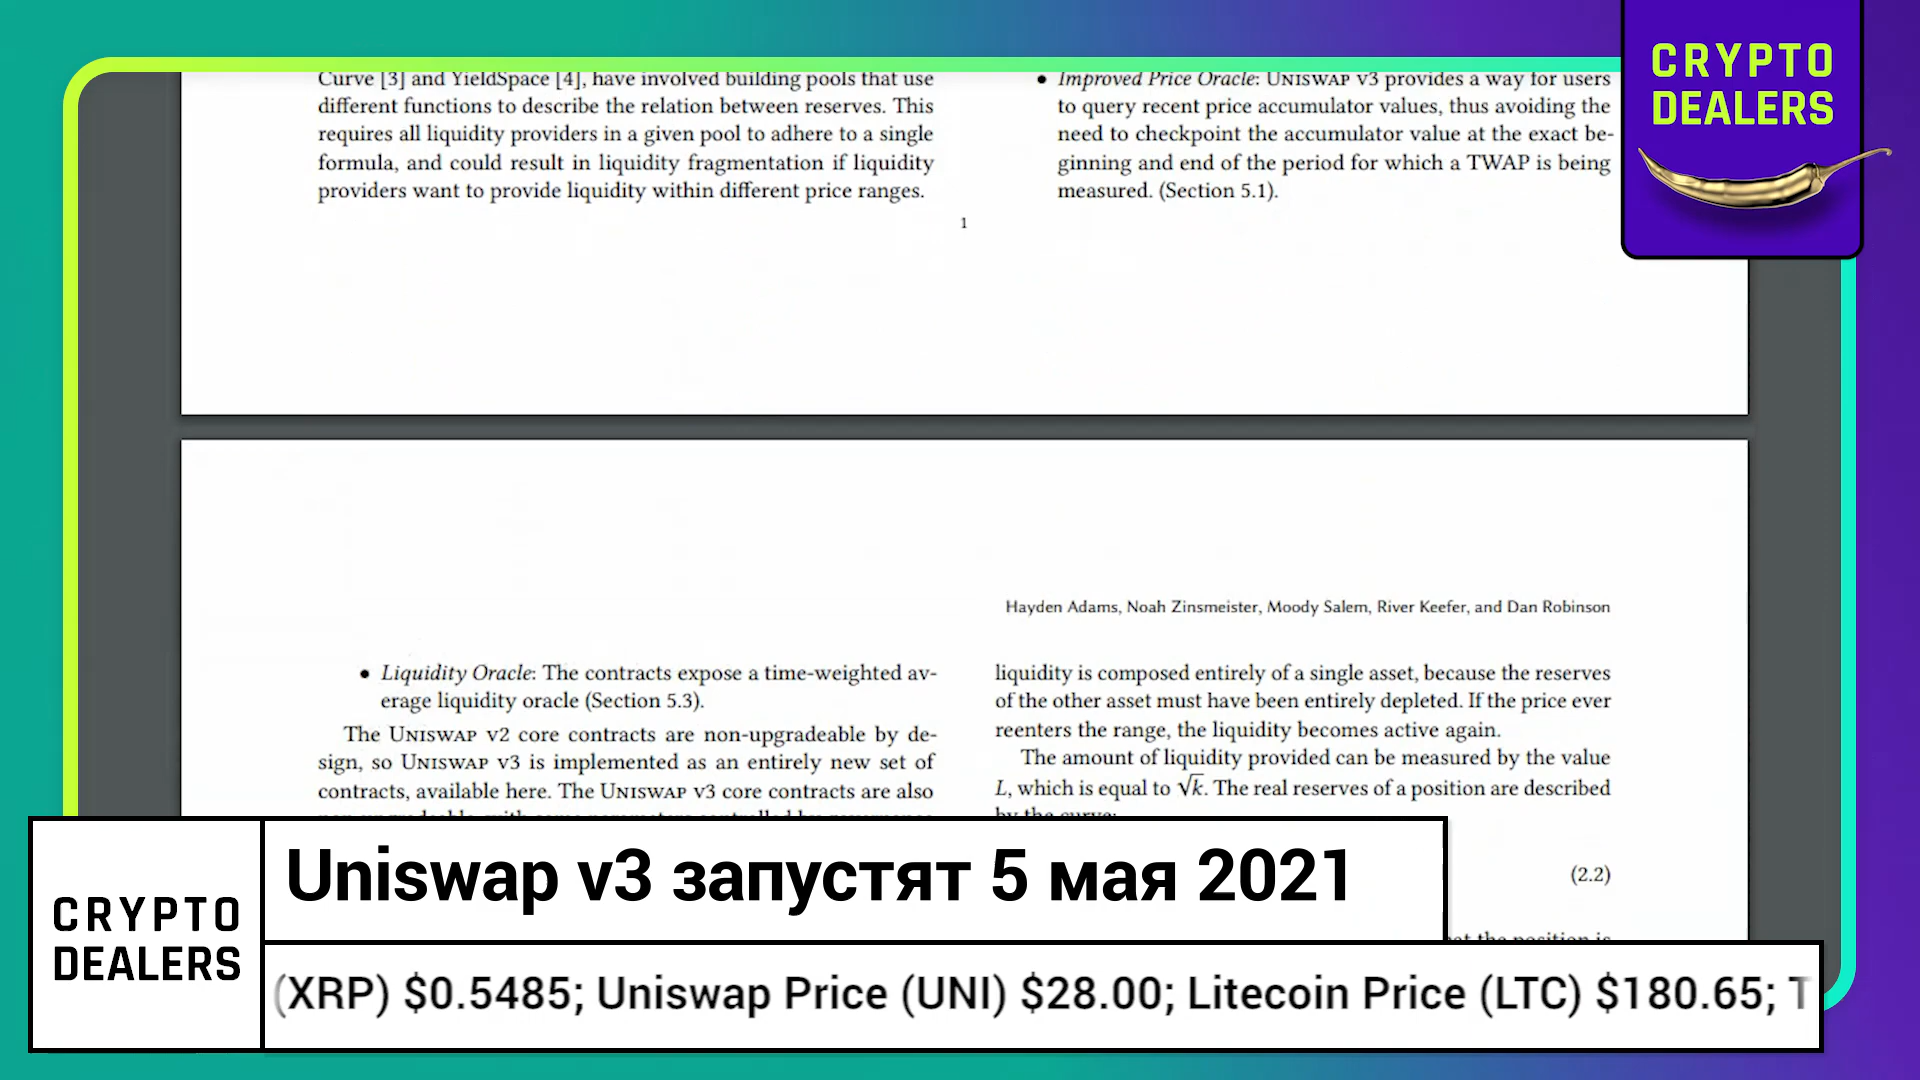 Curve [3] and YieldSpace [4], have involved building pools that use
different functions to describe the relation between reserves. This
requires all liquidity providers in a given pool to adhere to a single
formula, and could result in liquidity fragmentation if liquidity
providers want to provide liquidity within different price ranges.
• Improved Price Oracle: Uniswap v3 provides a way for users
to query recent price accumulator values, thus avoiding the
need to checkpoint the accumulator value at the exact be-
ginning and end of the period for which a TWAP is being
measured. (Section 5.1).
1
CRYPTO
DEALERS
Hayden Adams, Noah Zinsmeister, Moody Salem, River Keefer, and Dan Robinson
• Liquidity Oracle: The contracts expose a time-weighted av-
erage liquidity oracle (Section 5.3).
The Uniswap v2 core contracts are non-upgradeable by de-
sign, so Uniswap v3 is implemented as an entirely new set of
contracts, available here. The Uniswap v3 core contracts are also
liquidity is composed entirely of a single asset, because the reserves
of the other asset must have been entirely depleted. If the price ever
reenters the range, the liquidity becomes active again.
The amount of liquidity provided can be measured by the value
L, which is equal to √k. The real reserves of a position are described
by the curve:
(2.2)
CRYPTO
DEALERS
Uniswap v3 запустят 5 мая 2021
(XRP) $0.5485; Uniswap Price (UNI) $28.00; Litecoin Price (LTC) $180.65; T